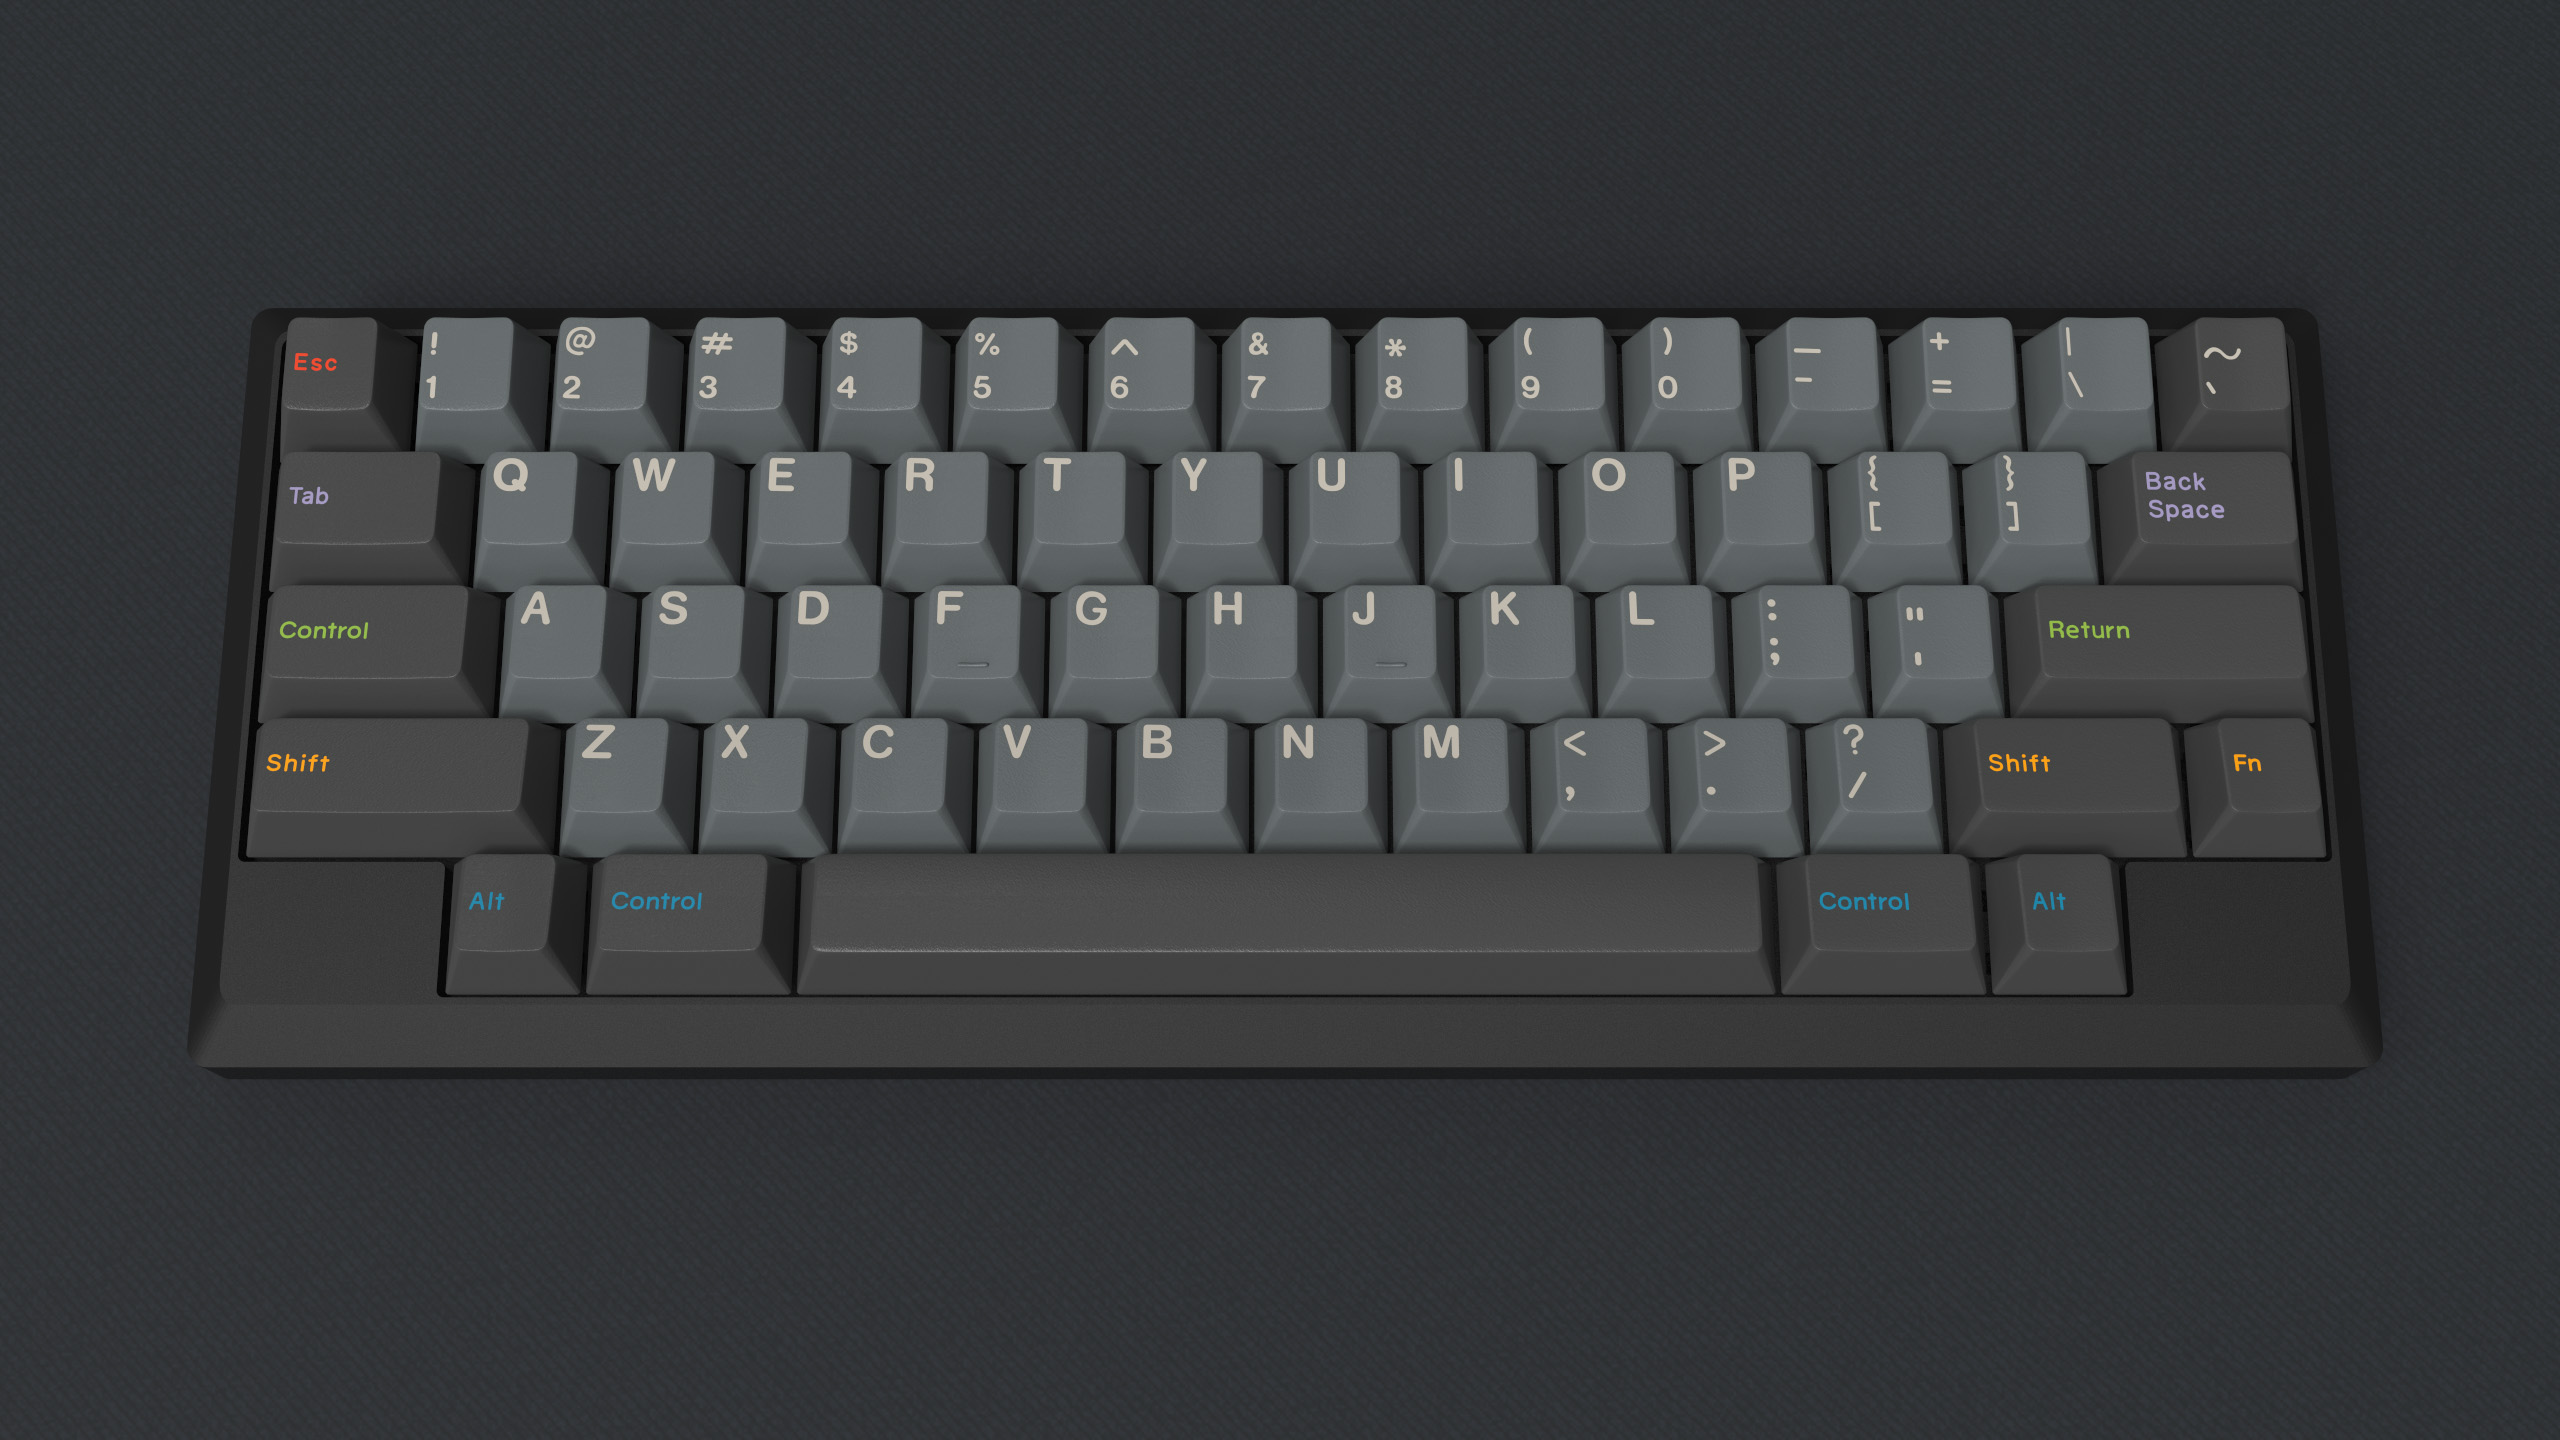 Esc ! @ # $ % ^ & * ( ) _ + | ~
1 2 3 4 5 6 7 8 9 0 - = \ `
Tab Q W E R T Y U I O P { } Back
[ ] Space
Control A S D F G H J K L : " Return
; '
Shift Z X C V B N M < > ? Shift Fn
, . /
Alt Control Control Alt